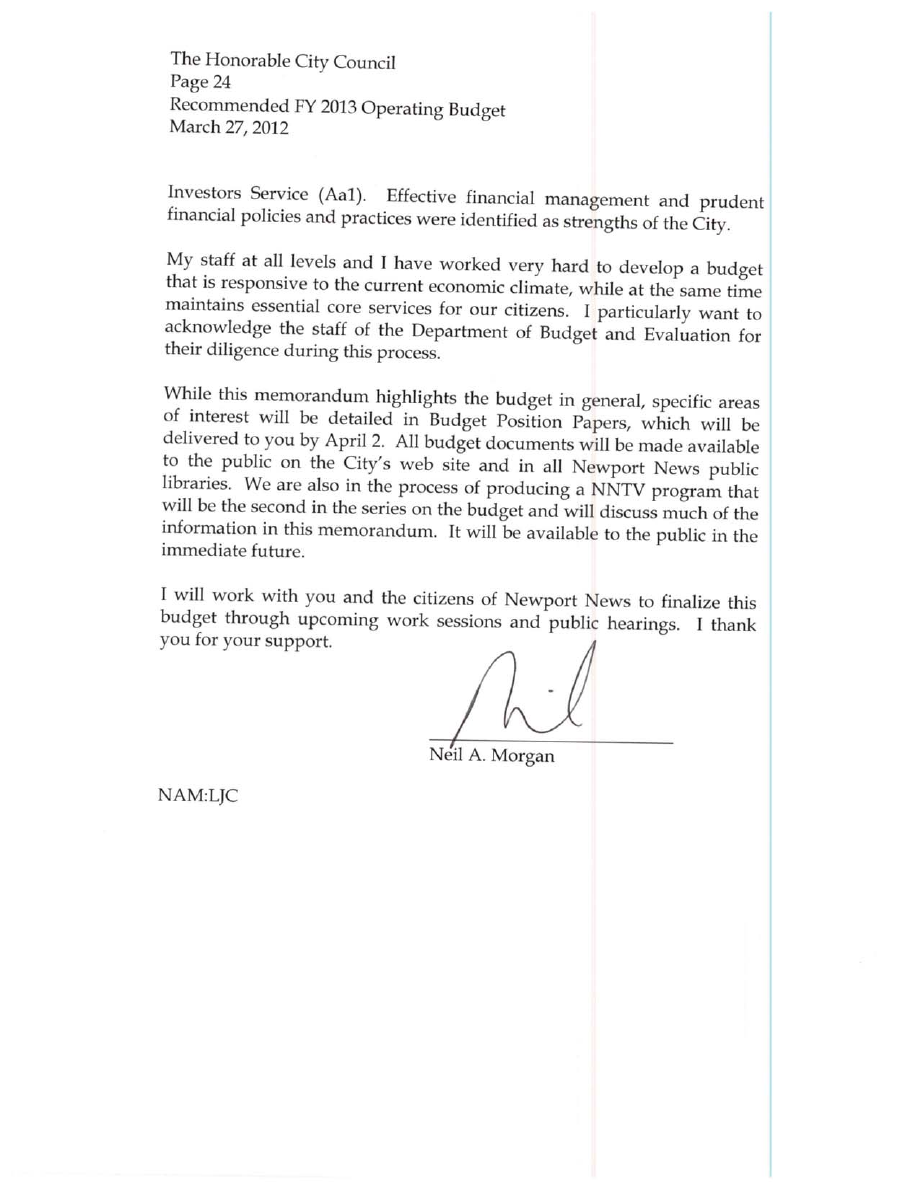 The Honorable City Council
Page 24
Recommended FY 2013 Operating Budget
March 27, 2012
Investors Service (Aa1). Effective financial management and prudent
financial policies and practices were identified as strengths of the City.
My staff at all levels and I have worked very hard to develop a budget
that is responsive to the current economic climate, while at the same time
maintains essential core services for our citizens. I particularly want to
acknowledge the staff of the Department of Budget and Evaluation for
their diligence during this process.
While this memorandum highlights the budget in general, specific areas
of interest will be detailed in Budget Position Papers, which will be
delivered to you by April 2. All budget documents will be made available
to the public on the City's web site and in all Newport News public
libraries. We are also in the process of producing a NNTV program that
will be the second in the series on the budget and will discuss much of the
information in this memorandum. It will be available to the public in the
immediate future.
I will work with you and the citizens of Newport News to finalize this
budget through upcoming work sessions and public hearings. I thank
you for your support.
Neil
Neil A. Morgan
NAM:LJC